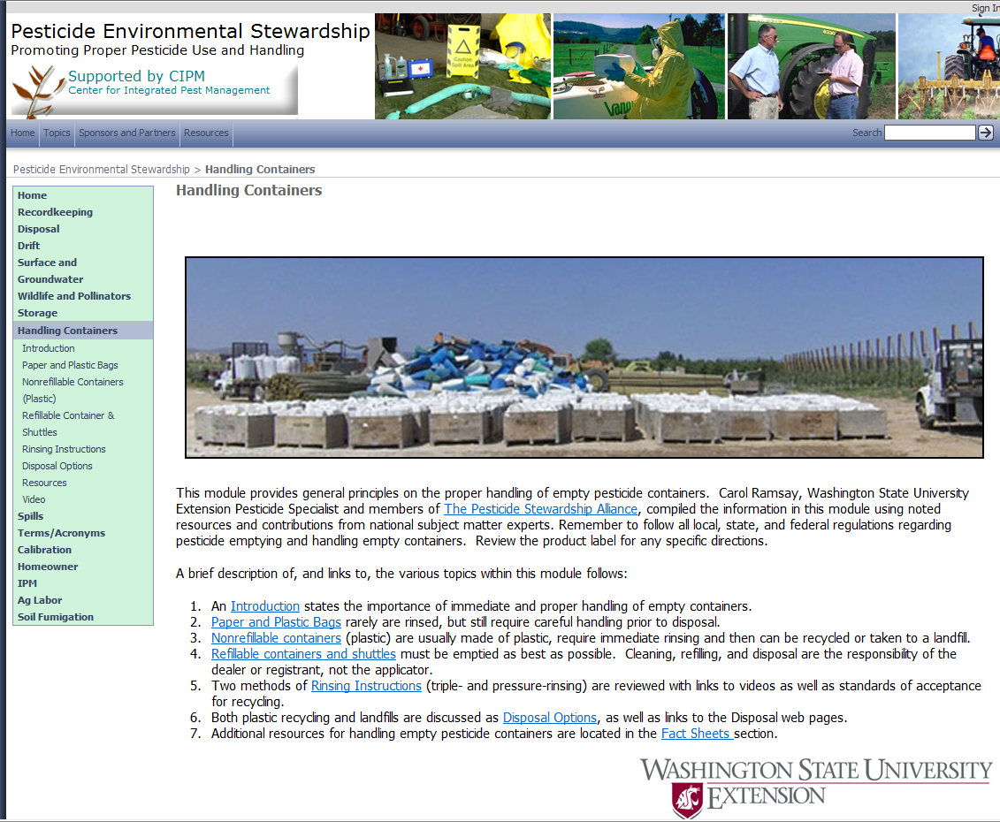 Sign In
Pesticide Environmental Stewardship
Promoting Proper Pesticide Use and Handling
Supported by CIPM
Center for Integrated Pest Management
Caution
Spill Area
Home
Topics
Sponsors and Partners
Resources
Search
Pesticide Environmental Stewardship > Handling Containers
Home
Recordkeeping
Disposal
Drift
Surface and
Groundwater
Wildlife and Pollinators
Storage
Handling Containers
Introduction
Paper and Plastic Bags
Nonrefillable Containers
(Plastic)
Refillable Container &
Shuttles
Rinsing Instructions
Disposal Options
Resources
Video
Spills
Terms/Acronyms
Calibration
Homeowner
IPM
Ag Labor
Soil Fumigation
Handling Containers
This module provides general principles on the proper handling of empty pesticide containers.  Carol Ramsay, Washington State University
Extension Pesticide Specialist and members of The Pesticide Stewardship Alliance, compiled the information in this module using noted
resources and contributions from national subject matter experts. Remember to follow all local, state, and federal regulations regarding
pesticide emptying and handling empty containers.  Review the product label for any specific directions.
A brief description of, and links to, the various topics within this module follows:
1. An Introduction states the importance of immediate and proper handling of empty containers.
2. Paper and Plastic Bags rarely are rinsed, but still require careful handling prior to disposal.
3. Nonrefillable containers (plastic) are usually made of plastic, require immediate rinsing and then can be recycled or taken to a landfill.
4. Refillable containers and shuttles must be emptied as best as possible.  Cleaning, refilling, and disposal are the responsibility of the
dealer or registrant, not the applicator.
5. Two methods of Rinsing Instructions (triple- and pressure-rinsing) are reviewed with links to videos as well as standards of acceptance
for recycling.
6. Both plastic recycling and landfills are discussed as Disposal Options, as well as links to the Disposal web pages.
7. Additional resources for handling empty pesticide containers are located in the Fact Sheets section.
WASHINGTON STATE UNIVERSITY
EXTENSION